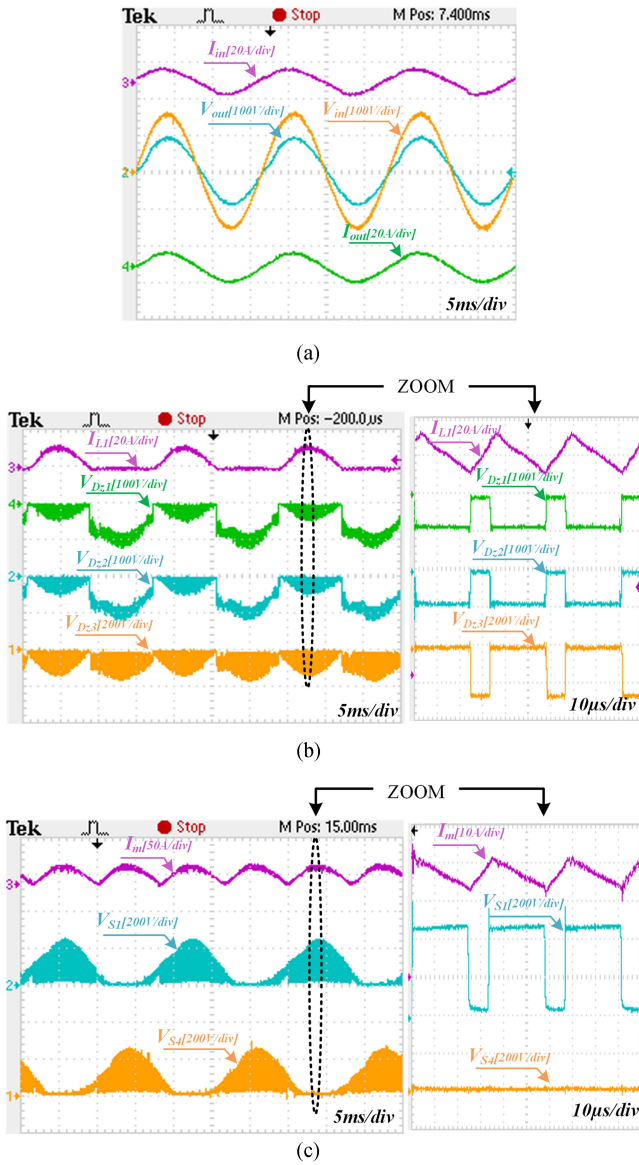 Tek Stop M Pos: 7.400ms
I_in[20A/div]
3
V_out[100V/div] V_in[100V/div]
2
I_out[20A/div]
4
5ms/div
(a)
ZOOM
Tek Stop M Pos: -200.0µs
I_L1[20A/div] I_L1[20A/div]
3
V_Dz1[100V/div] V_Dz1[100V/div]
4
V_Dz2[100V/div] V_Dz2[100V/div]
2
V_Dz3[200V/div] V_Dz3[200V/div]
1
5ms/div 10µs/div
(b)
ZOOM
Tek Stop M Pos: 15.00ms
I_m[50A/div] I_m[10A/div]
3
V_S1[200V/div] V_S1[200V/div]
2
V_S4[200V/div] V_S4[200V/div]
1
5ms/div 10µs/div
(c)